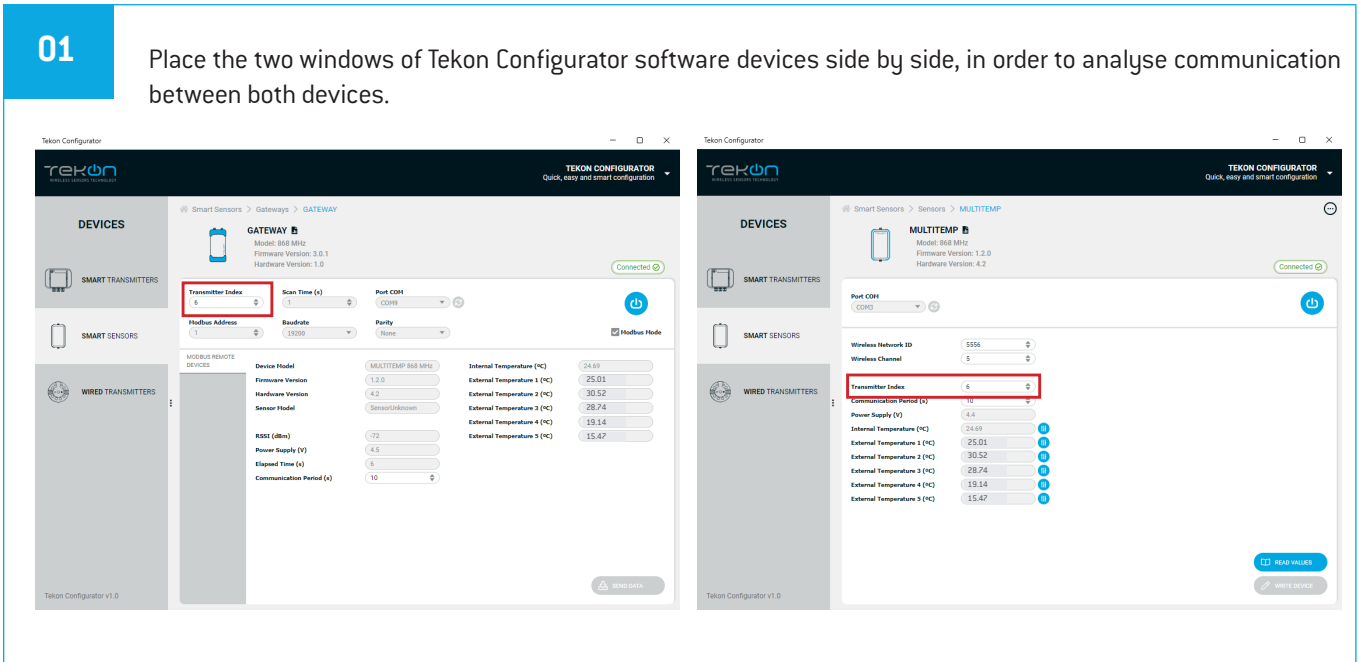 01
Place the two windows of Tekon Configurator software devices side by side, in order to analyse communication
between both devices.
Tekon Configurator
TEKON
WIRELESS SENSORS TECHNOLOGY
TEKON CONFIGURATOR
Quick, easy and smart configuration
DEVICES
SMART TRANSMITTERS
SMART SENSORS
WIRED TRANSMITTERS
Tekon Configurator v1.0
Smart Sensors > Gateways > GATEWAY
GATEWAY
Model: 868 MHz
Firmware Version: 3.0.1
Hardware Version: 1.0
Connected
Transmitter Index Scan Time (s) Port COM
6 1 COM9
Modbus Address Baudrate Parity
1 19200 None Modbus Mode
MODBUS REMOTE
DEVICES
Device Model MULTITEMP 868 MHz Internal Temperature (ºC) 24.69
Firmware Version 1.2.0 External Temperature 1 (ºC) 25.01
Hardware Version 4.2 External Temperature 2 (ºC) 30.52
Sensor Model SensorUnknown External Temperature 3 (ºC) 28.74
External Temperature 4 (ºC) 19.14
RSSI (dBm) -72 External Temperature 5 (ºC) 15.47
Power Supply (V) 4.5
Elapsed Time (s) 6
Communication Period (s) 10
SEND DATA
Tekon Configurator
TEKON
WIRELESS SENSORS TECHNOLOGY
TEKON CONFIGURATOR
Quick, easy and smart configuration
DEVICES
SMART TRANSMITTERS
SMART SENSORS
WIRED TRANSMITTERS
Tekon Configurator v1.0
Smart Sensors > Sensors > MULTITEMP
MULTITEMP
Model: 868 MHz
Firmware Version: 1.2.0
Hardware Version: 4.2
Connected
Port COM
COM3
Wireless Network ID 5556
Wireless Channel 5
Transmitter Index 6
Communication Period (s) 10
Power Supply (V) 4.4
Internal Temperature (ºC) 24.69
External Temperature 1 (ºC) 25.01
External Temperature 2 (ºC) 30.52
External Temperature 3 (ºC) 28.74
External Temperature 4 (ºC) 19.14
External Temperature 5 (ºC) 15.47
READ VALUES
WRITE DEVICE